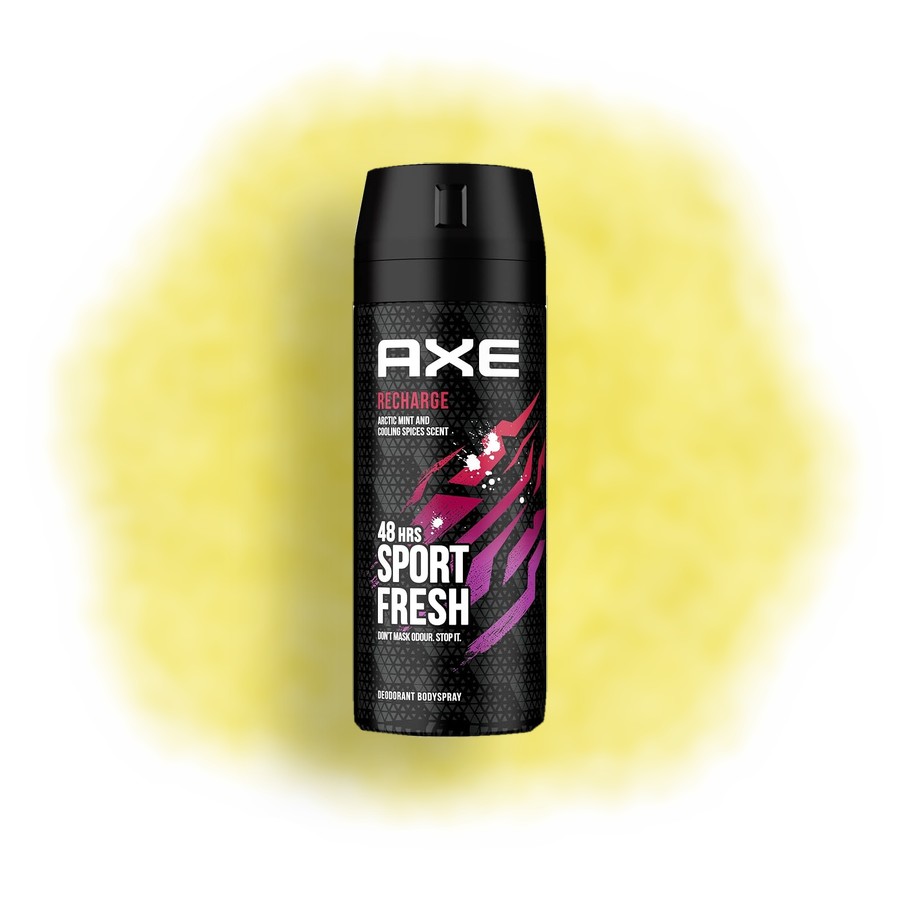 AXE
RECHARGE
ARCTIC MINT AND
COOLING SPICES SCENT
48 HRS
SPORT
FRESH
DON'T MASK ODOUR. STOP IT.
DEODORANT BODYSPRAY